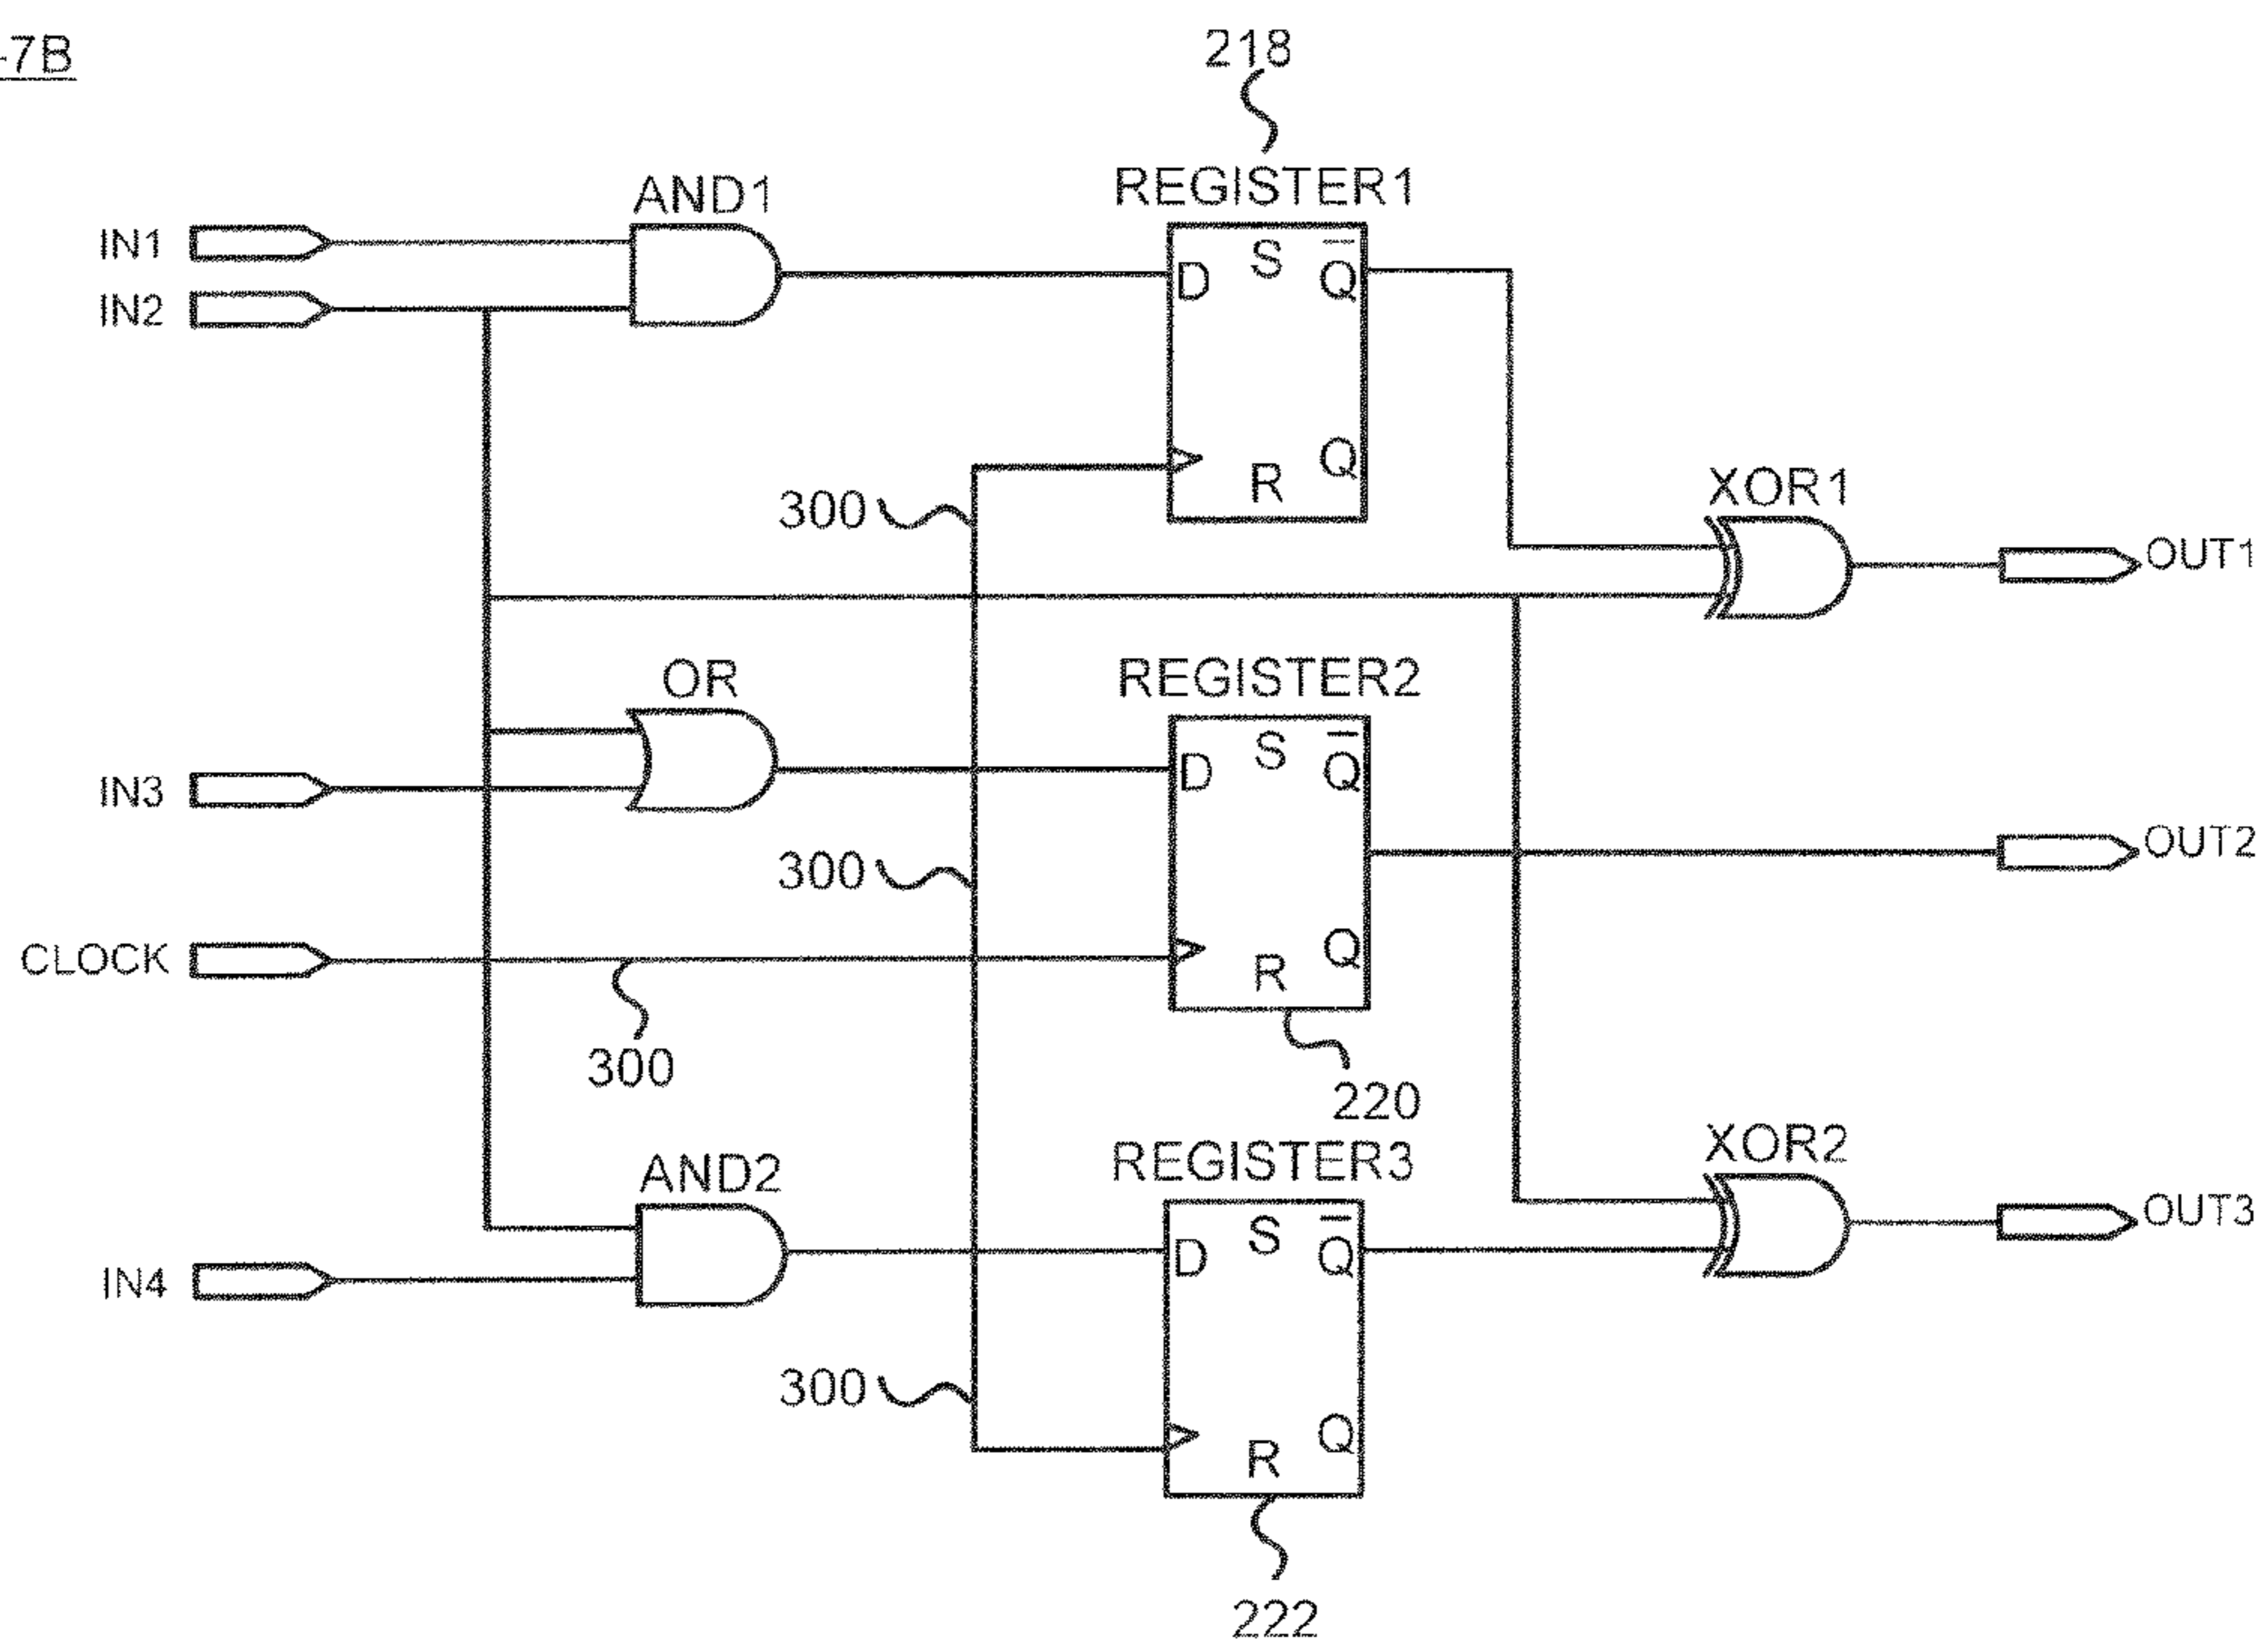 -7B
218
AND1
REGISTER1
IN1
IN2
D
S
Q̅
R
Q
300
XOR1
OUT1
OR
REGISTER2
IN3
D
S
Q̅
300
OUT2
CLOCK
R
Q
300
220
AND2
REGISTER3
XOR2
OUT3
IN4
D
S
Q̅
300
R
Q
222